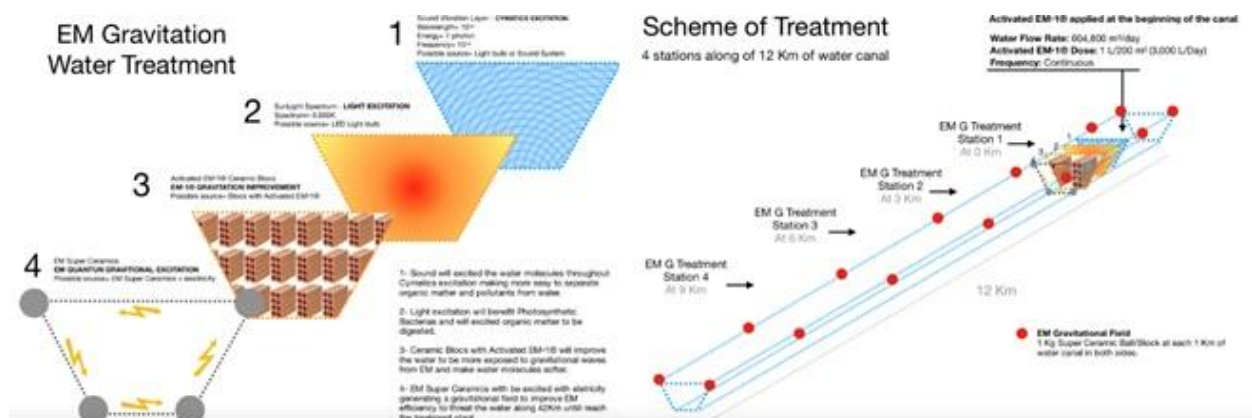 EM Gravitation
Water Treatment
1
Sound Vibration Layer - CYMATICS EXCITATION
Energy= 1 photon
Possible source= Light bulb or Sound System
2
SunLight Spectrum - LIGHT EXCITATION
Possible source= LED Light bulb
3
Activated EM•1® Ceramic Blocs
EM•1® GRAVITATION IMPROVEMENT
Possible source= Blocs with Activated EM•1®
4
EM Super Ceramics
EM QUANTUN GRAVITIONAL EXCITATION
Possible source= EM Super Ceramics + electricity
1- Sound will excited the water molecules throughout
Cymatics excitation making more easy to separate
organic matter and pollutants from water.
2- Light excitation will benefit Photosynthetic
Bacterias and will excited organic matter to be
digested.
3- Ceramic Blocs with Activated EM•1® will improve
the water to be more exposed to gravitational waves
from EM and make water molecules softer.
4- EM Super Ceramics with be excited with eletricity
generating a gravitational field to improve EM
efficiency to threat the water along 42Km until reach
Scheme of Treatment
4 stations along of 12 Km of water canal
Activated EM•1® applied at the beginning of the canal
Water Flow Rate: 604,800 m³/day
Activated EM•1® Dose: 1 L/200 m³ (3,000 L/Day)
Frequency: Continuous
EM G Treatment
Station 1
At 0 Km
EM G Treatment
Station 2
At 3 Km
EM G Treatment
Station 3
At 6 Km
EM G Treatment
Station 4
At 9 Km
12 Km
EM Gravitational Field
1 Kg Super Ceramic Ball/Block at each 1 Km of
water canal in both sides.